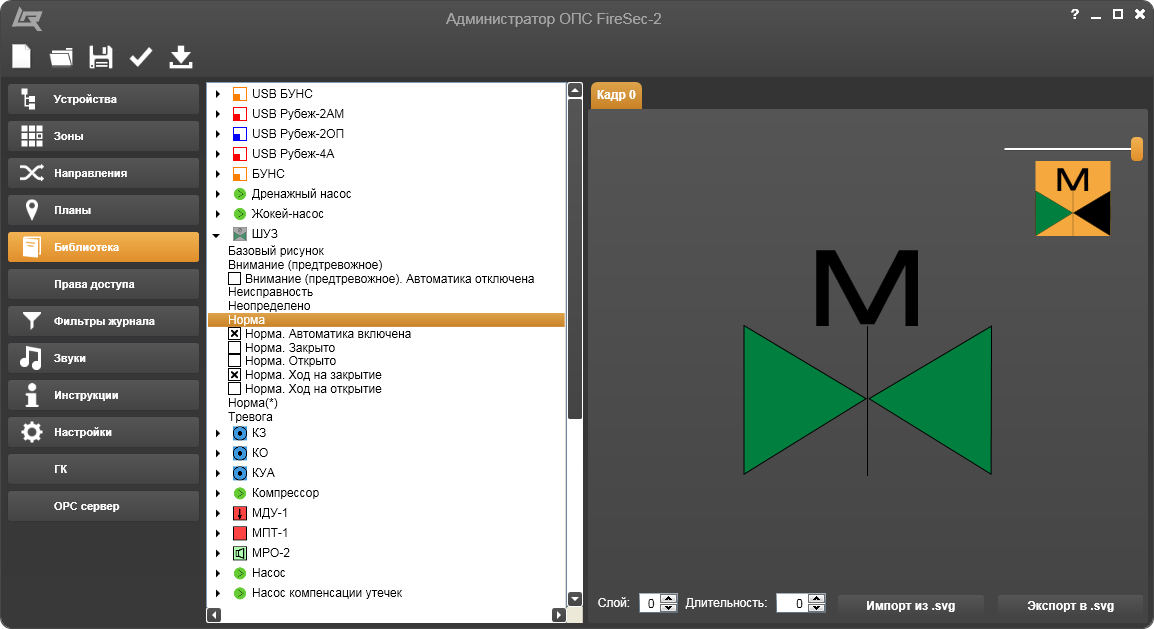 Администратор ОПС FireSec-2
?
Устройства
Зоны
Направления
Планы
Библиотека
Права доступа
Фильтры журнала
Звуки
Инструкции
Настройки
ГК
OPC сервер
USB БУНС
USB Рубеж-2АМ
USB Рубеж-2ОП
USB Рубеж-4А
БУНС
Дренажный насос
Жокей-насос
ШУЗ
Базовый рисунок
Внимание (предтревожное)
Внимание (предтревожное). Автоматика отключена
Неисправность
Неопределено
Норма
Норма. Автоматика включена
Норма. Закрыто
Норма. Открыто
Норма. Ход на закрытие
Норма. Ход на открытие
Норма(*)
Тревога
КЗ
КО
КУА
Компрессор
МДУ-1
МПТ-1
МРО-2
Насос
Насос компенсации утечек
Кадр 0
М
М
Слой: 0 Длительность: 0 Импорт из .svg Экспорт в .svg